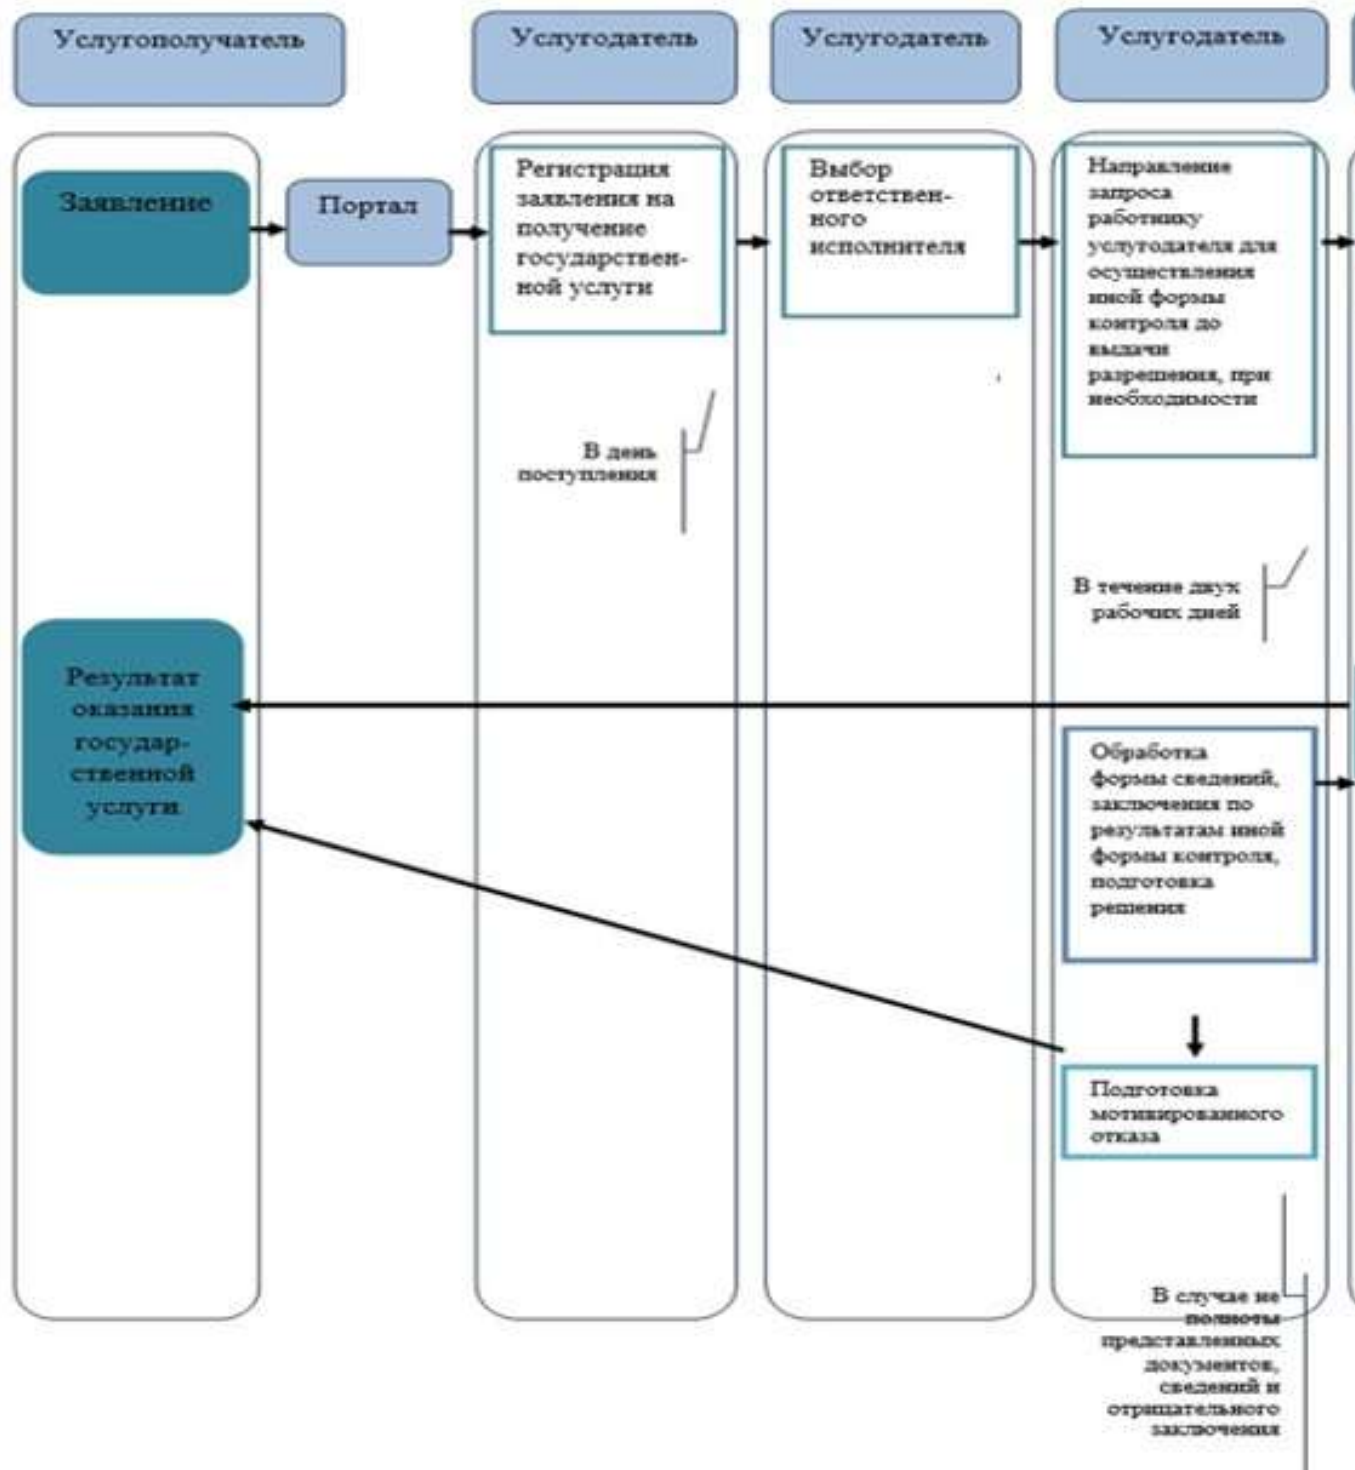 Услугополучатель
Услугодатель
Услугодатель
Услугодатель
Заявление
Портал
Регистрация
заявления на
получение
государствен-
ной услуги
Выбор
ответствен-
ного
исполнителя
Направление
запроса
работнику
услугодателя для
осуществления
иной формы
контроля до
выдачи
разрешения, при
необходимости
В день
поступления
В течение двух
рабочих дней
Результат
оказания
государ-
ственной
услуги
Обработка
формы сведений,
заключения по
результатам иной
формы контроля,
подготовка
решения
Подготовка
мотивированного
отказа
В случае не
полноты
представленных
документов,
сведений и
отрицательного
заключения